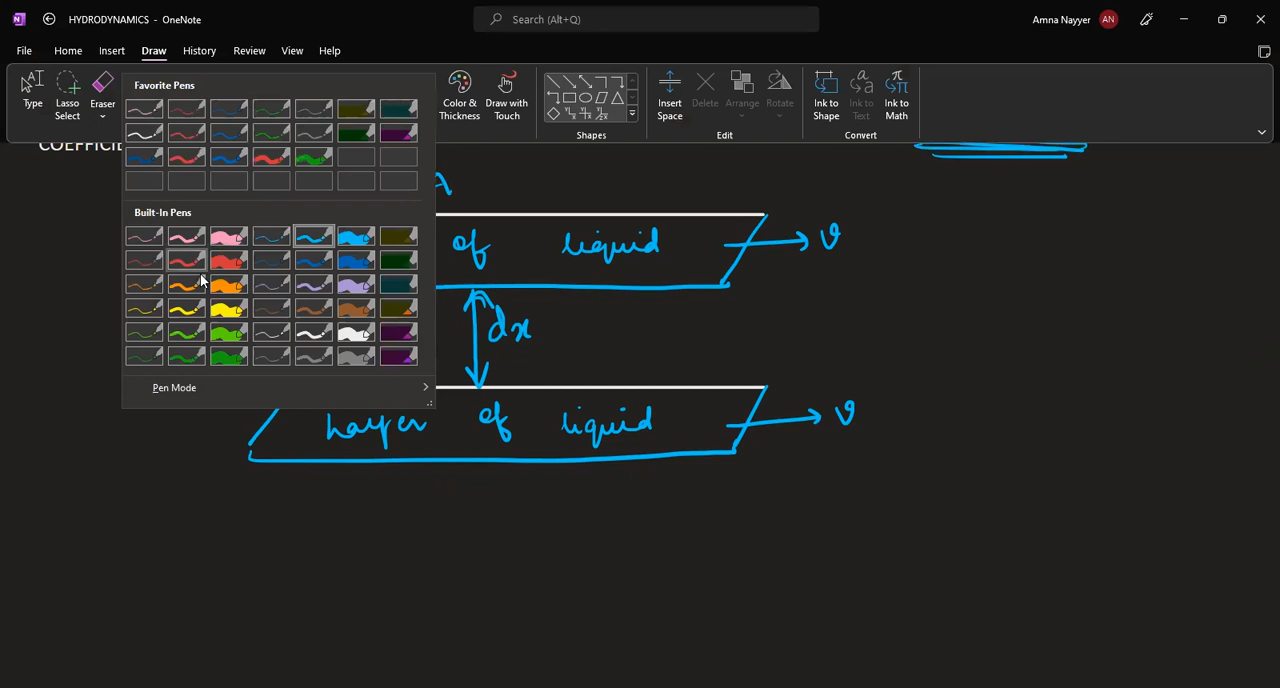 HYDRODYNAMICS - OneNote
Search (Alt+Q)
Amna Nayyer AN
File Home Insert Draw History Review View Help
Type
Lasso Select
Eraser
Favorite Pens
Color & Thickness
Draw with Touch
Shapes
Insert Space
Delete
Arrange
Rotate
Edit
Ink to Shape
Ink to Text
Ink to Math
Convert
Built-In Pens
Pen Mode
of liquid v
dx
Layer of liquid v